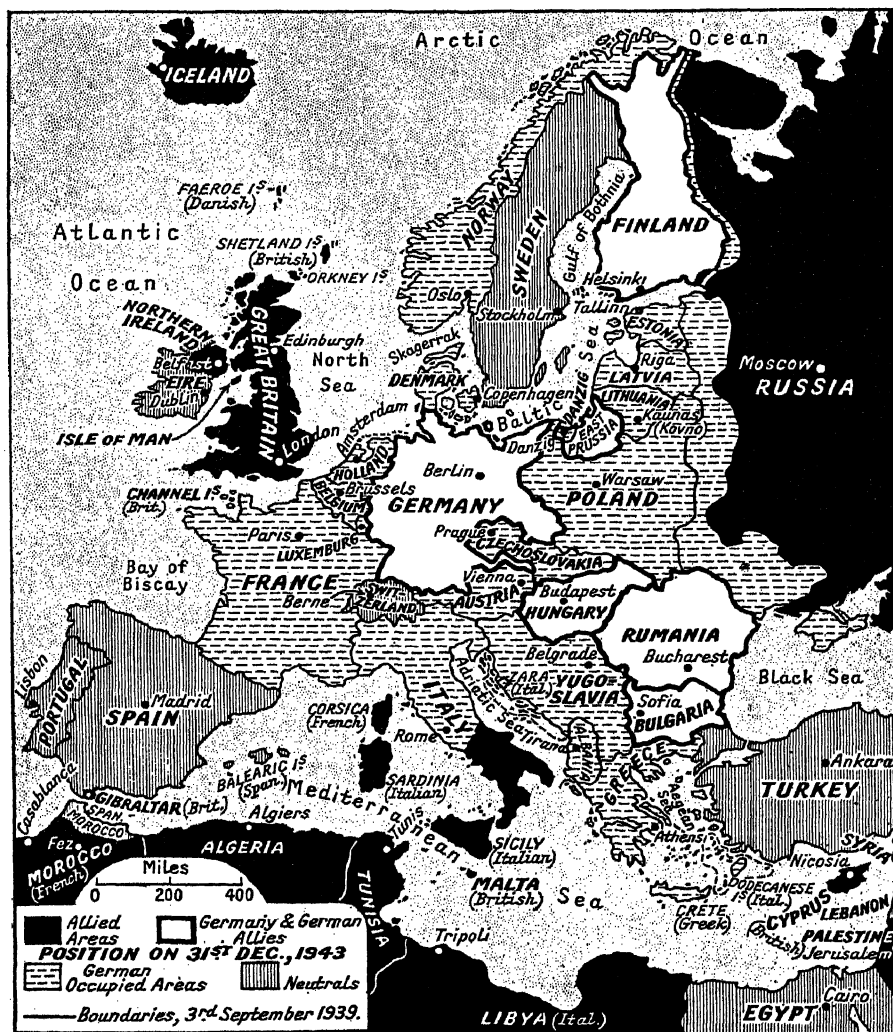 Arctic Ocean
ICELAND
FAEROE Iˢ
(Danish)
Atlantic
Ocean
SHETLAND Iˢ
(British)
ORKNEY Iˢ
NORWAY
SWEDEN
Gulf of Bothnia
FINLAND
Helsinki
Oslo
Stockholm
Tallinn
ESTONIA
NORTHERN
IRELAND
Belfast
EIRE
Dublin
GREAT BRITAIN
Edinburgh
North
Sea
Skagerrak
DENMARK
Copenhagen
Baltic Sea
Riga
LATVIA
LITHUANIA
Kaunas
(Kovno)
Moscow
RUSSIA
ISLE OF MAN
London
Amsterdam
HOLLAND
Brussels
BELGIUM
DANZIG
Danzig
EAST
PRUSSIA
Berlin
GERMANY
Warsaw
POLAND
CHANNEL Iˢ
(Brit.)
Paris
LUXEMBURG
Prague
CZECHOSLOVAKIA
Bay of
Biscay
FRANCE
Berne
SWIT-
ZERLAND
Vienna
AUSTRIA
Budapest
HUNGARY
RUMANIA
Bucharest
Belgrade
YUGO=
SLAVIA
ZARA
(Ital.)
Adriatic Sea
ITALY
Sofia
BULGARIA
Black Sea
Lisbon
PORTUGAL
Madrid
SPAIN
CORSICA
(French)
Rome
Tirana
ALBANIA
GREECE
Aegean
Sea
Athens
Ankara
TURKEY
BALEARIC Iˢ
(Span.)
SARDINIA
(Italian)
Mediterranean Sea
Casablanca
GIBRALTAR (Brit.)
SPAN.
MOROCCO
Algiers
Tunis
Fez
MOROCCO
(French)
ALGERIA
TUNISIA
SICILY
(Italian)
MALTA
(British)
DODECANESE
Iˢ (Ital.)
CRETE
(Greek)
SYRIA
Nicosia
CYPRUS
(British)
LEBANON
PALESTINE
Jerusalem
Tripoli
LIBYA (Ital.)
Cairo
EGYPT
Miles
0 200 400
Allied
Areas
Germany & German
Allies
POSITION ON 31ST DEC., 1943
German
Occupied Areas
Neutrals
Boundaries, 3rd September 1939.